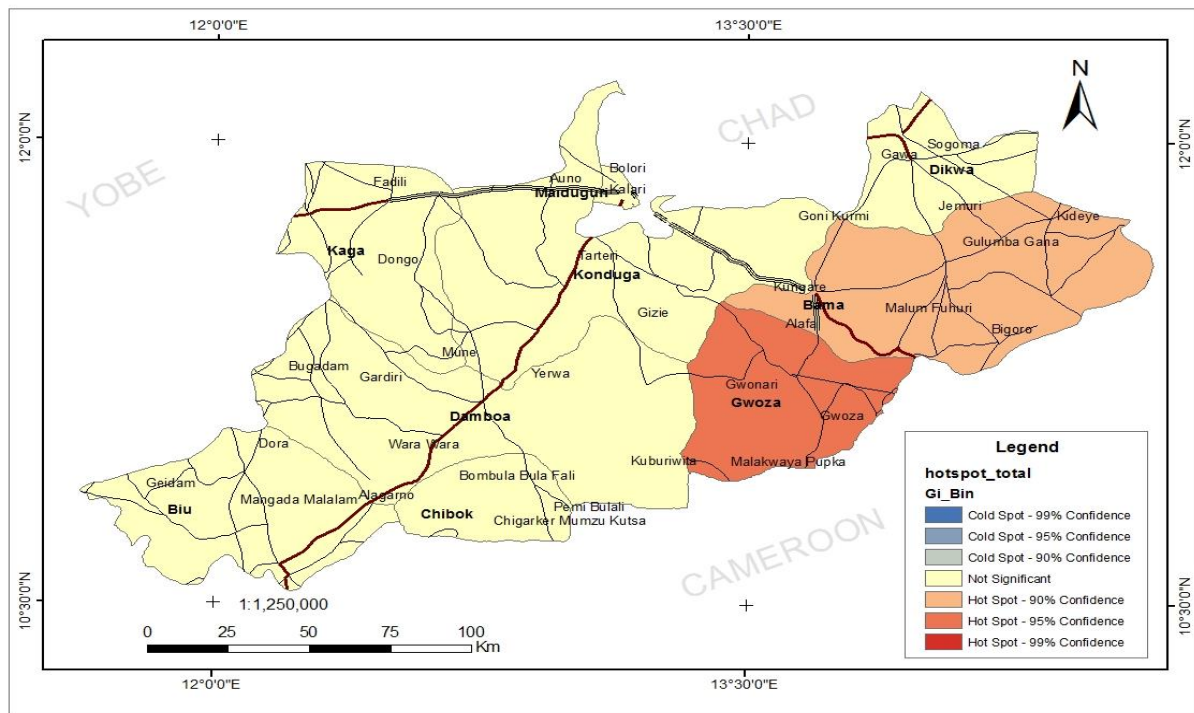 12°0'0"E
13°30'0"E
N
CHAD
12°0'0"N
12°0'0"N
YOBE
Sogoma
Gawa
Dikwa
Bolori
Auno
Kalari
Fadili
Maiduguri
Jemuri
Kideye
Goni Kurmi
Gulumba Gana
Kaga
Dongo
Tarteri
Konduga
Kungare
Bama
Malum Fuhuri
Gizie
Alafa
Bigoro
Mune
Bugadam
Gardiri
Yerwa
Gwonari
Gwoza
Damboa
Gwoza
Dora
Wara Wara
Kuburiwita
Malakwaya Pupka
Bombula Bula Fali
Geidam
Mangada Malalam
Alagarno
Biu
Chibok
Pemi Bulali
Chigarker Mumzu Kutsa
CAMEROON
Legend
hotspot_total
Gi_Bin
Cold Spot - 99% Confidence
Cold Spot - 95% Confidence
Cold Spot - 90% Confidence
Not Significant
Hot Spot - 90% Confidence
Hot Spot - 95% Confidence
Hot Spot - 99% Confidence
10°30'0"N
10°30'0"N
1:1,250,000
0 25 50 75 100
Km
12°0'0"E
13°30'0"E